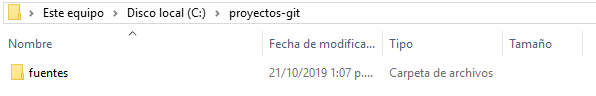 Este equipo > Disco local (C:) > proyectos-git
Nombre Fecha de modifica... Tipo Tamaño
fuentes 21/10/2019 1:07 p.... Carpeta de archivos